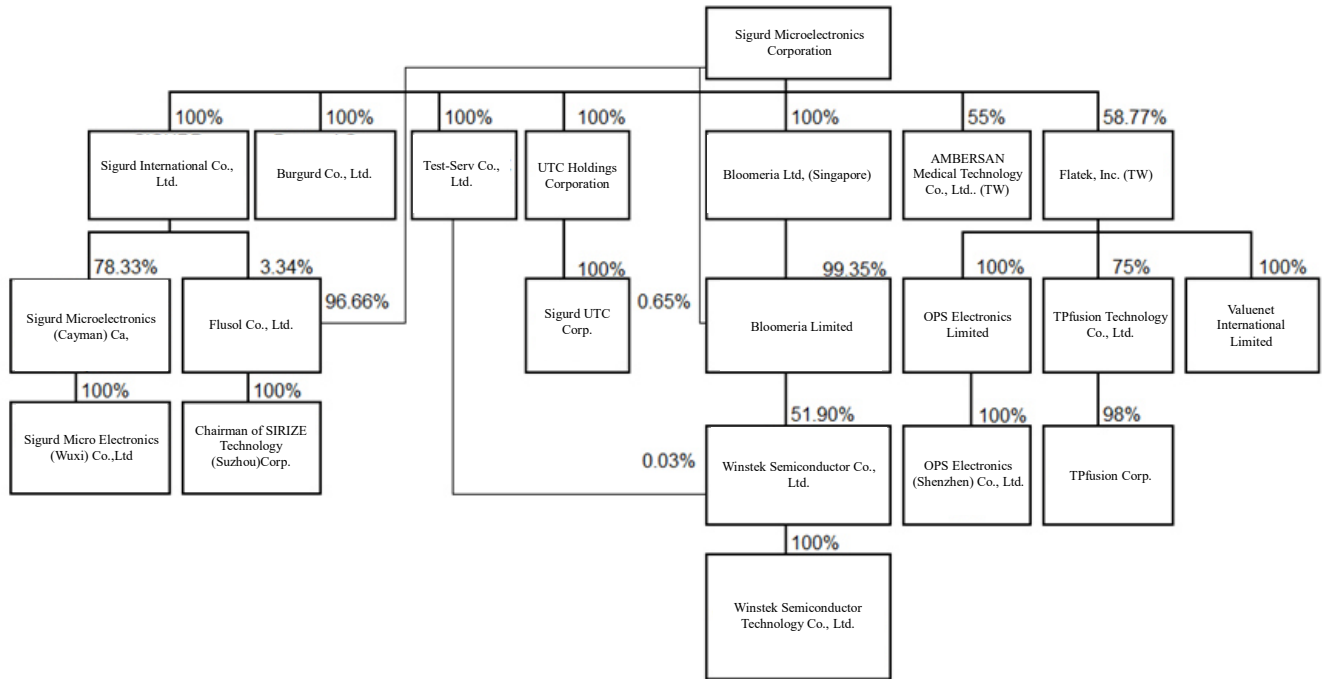 Sigurd Microelectronics
Corporation
100%
100%
100%
100%
100%
55%
58.77%
Sigurd International Co.,
Ltd.
Burgurd Co., Ltd.
Test-Serv Co.,
Ltd.
UTC Holdings
Corporation
Bloomeria Ltd, (Singapore)
AMBERSAN
Medical Technology
Co., Ltd.. (TW)
Flatek, Inc. (TW)
78.33%
3.34%
96.66%
100%
0.65%
99.35%
100%
75%
100%
Sigurd Microelectronics
(Cayman) Ca,
Flusol Co., Ltd.
Sigurd UTC
Corp.
Bloomeria Limited
OPS Electronics
Limited
TPfusion Technology
Co., Ltd.
Valuenet
International
Limited
100%
100%
51.90%
100%
98%
Sigurd Micro Electronics
(Wuxi) Co.,Ltd
Chairman of SIRIZE
Technology
(Suzhou)Corp.
0.03%
Winstek Semiconductor Co.,
Ltd.
OPS Electronics
(Shenzhen) Co., Ltd.
TPfusion Corp.
100%
Winstek Semiconductor
Technology Co., Ltd.